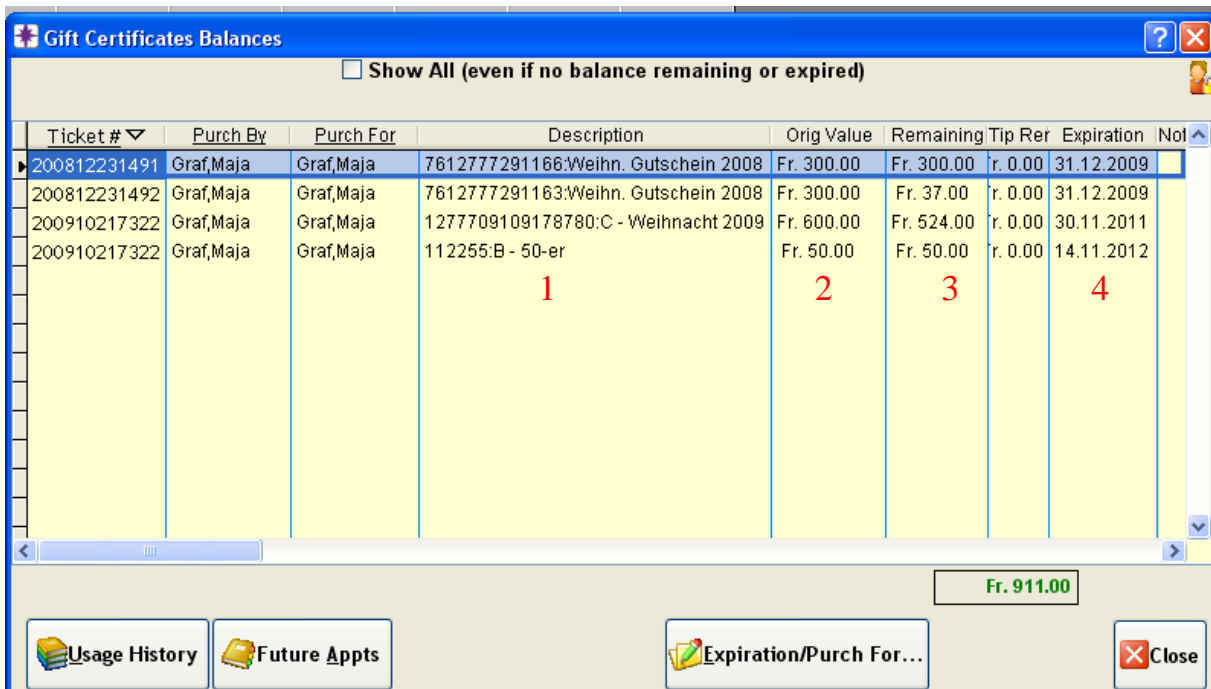 Gift Certificates Balances
Show All (even if no balance remaining or expired)
Ticket # Purch By Purch For Description Orig Value Remaining Tip Rer Expiration Not
200812231491 Graf,Maja Graf,Maja 7612777291166:Weihn. Gutschein 2008 Fr. 300.00 Fr. 300.00 r. 0.00 31.12.2009
200812231492 Graf,Maja Graf,Maja 7612777291163:Weihn. Gutschein 2008 Fr. 300.00 Fr. 37.00 r. 0.00 31.12.2009
200910217322 Graf,Maja Graf,Maja 1277709109178780:C - Weihnacht 2009 Fr. 600.00 Fr. 524.00 r. 0.00 30.11.2011
200910217322 Graf,Maja Graf,Maja 112255:B - 50-er Fr. 50.00 Fr. 50.00 r. 0.00 14.11.2012
1 2 3 4
Fr. 911.00
Usage History Future Appts Expiration/Purch For... Close